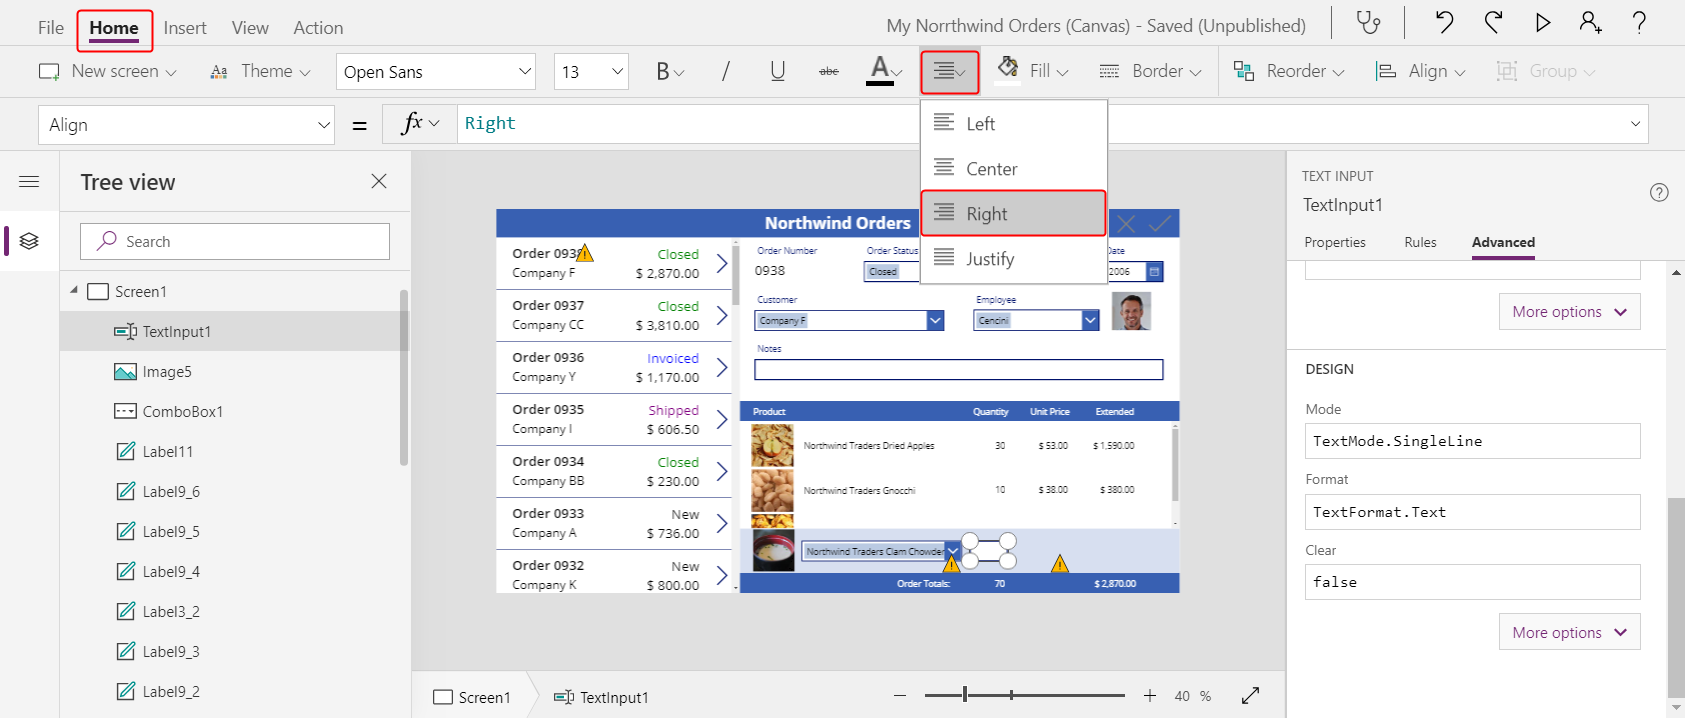 File Home Insert View Action My Norrthwind Orders (Canvas) - Saved (Unpublished) ?
New screen Aa Theme Open Sans 13 B / U abc A Fill Border Reorder Align Group
Align = fx Right
Left
Center
Right
Justify
Tree view
Search
Screen1
TextInput1
Image5
ComboBox1
Label11
Label9_6
Label9_5
Label9_4
Label3_2
Label9_3
Label9_2
Northwind Orders
Order 0938 Closed
Company F $ 2,870.00
Order 0937 Closed
Company CC $ 3,810.00
Order 0936 Invoiced
Company Y $ 1,170.00
Order 0935 Shipped
Company I $ 606.50
Order 0934 Closed
Company BB $ 230.00
Order 0933 New
Company A $ 736.00
Order 0932 New
Company K $ 800.00
Order Number Order Status Date
0938 Closed 2006
Customer Employee
Company F Cencini
Notes
Product Quantity Unit Price Extended
Northwind Traders Dried Apples 30 $ 53.00 $ 1,590.00
Northwind Traders Gnocchi 10 $ 38.00 $ 380.00
Northwind Traders Clam Chowder
Order Totals: 70 $ 2,870.00
Screen1 TextInput1 40 %
TEXT INPUT
TextInput1
?
Properties Rules Advanced
More options
DESIGN
Mode
TextMode.SingleLine
Format
TextFormat.Text
Clear
false
More options